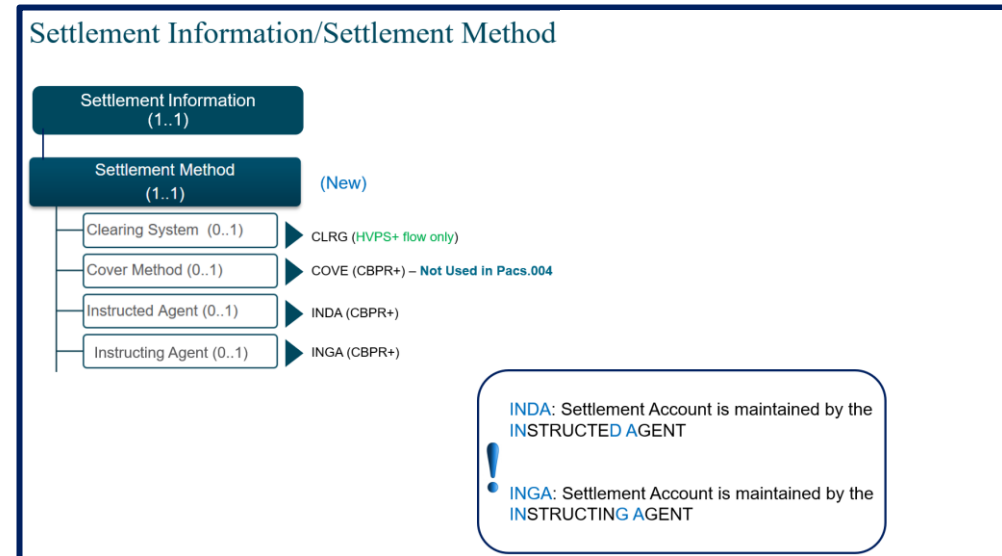 Settlement Information/Settlement Method
Settlement Information
(1..1)
Settlement Method
(1..1)
(New)
Clearing System (0..1)
CLRG (HVPS+ flow only)
Cover Method (0..1)
COVE (CBPR+) – Not Used in Pacs.004
Instructed Agent (0..1)
INDA (CBPR+)
Instructing Agent (0..1)
INGA (CBPR+)
INDA: Settlement Account is maintained by the
INSTRUCTED AGENT
!
INGA: Settlement Account is maintained by the
INSTRUCTING AGENT